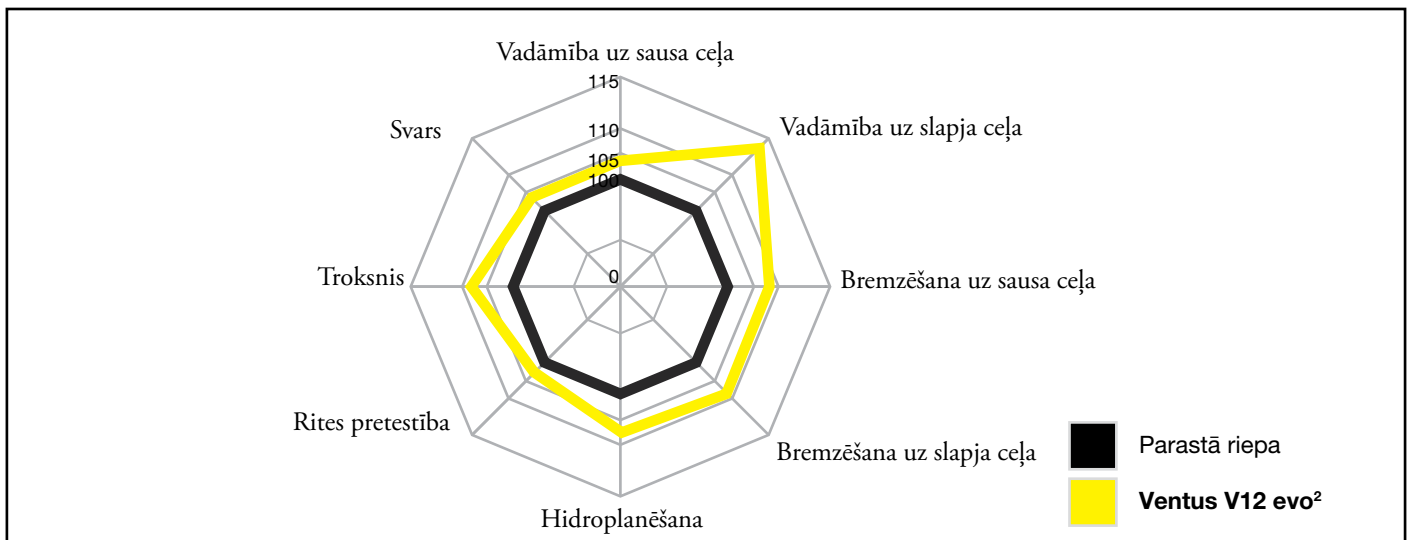 Vadāmība uz sausa ceļa
115
Svars
110
Vadāmība uz slapja ceļa
105
100
Troksnis
0
Bremzēšana uz sausa ceļa
Rites pretestība
Bremzēšana uz slapja ceļa
Hidroplanēšana
Parastā riepa
Ventus V12 evo²